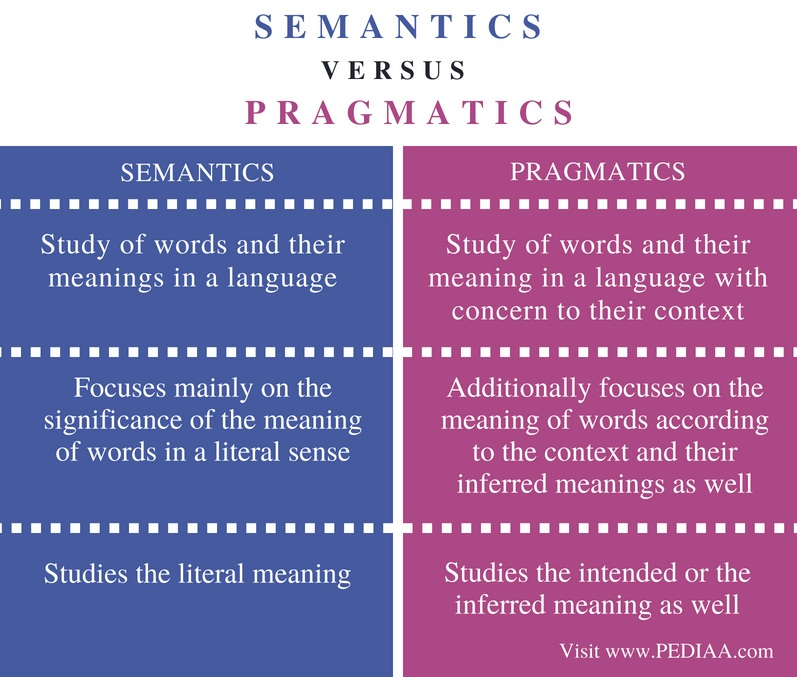 SEMANTICS
VERSUS
PRAGMATICS
SEMANTICS
Study of words and their
meanings in a language
Focuses mainly on the
significance of the meaning
of words in a literal sense
Studies the literal meaning
PRAGMATICS
Study of words and their
meaning in a language with
concern to their context
Additionally focuses on the
meaning of words according
to the context and their
inferred meanings as well
Studies the intended or the
inferred meaning as well
Visit www.PEDIAA.com